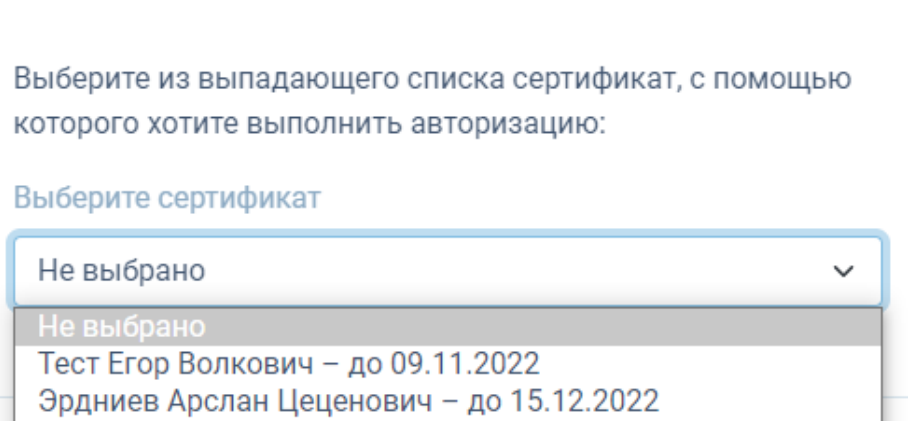 Выберите из выпадающего списка сертификат, с помощью
которого хотите выполнить авторизацию:
Выберите сертификат
Не выбрано
Не выбрано
Тест Егор Волкович – до 09.11.2022
Эрдниев Арслан Цеценович – до 15.12.2022